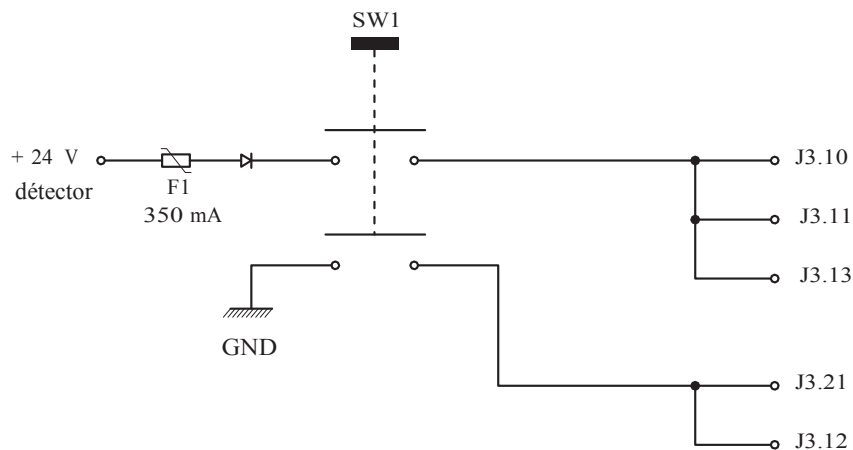 SW1
+ 24 V
détector
F1
350 mA
GND
J3.10
J3.11
J3.13
J3.21
J3.12